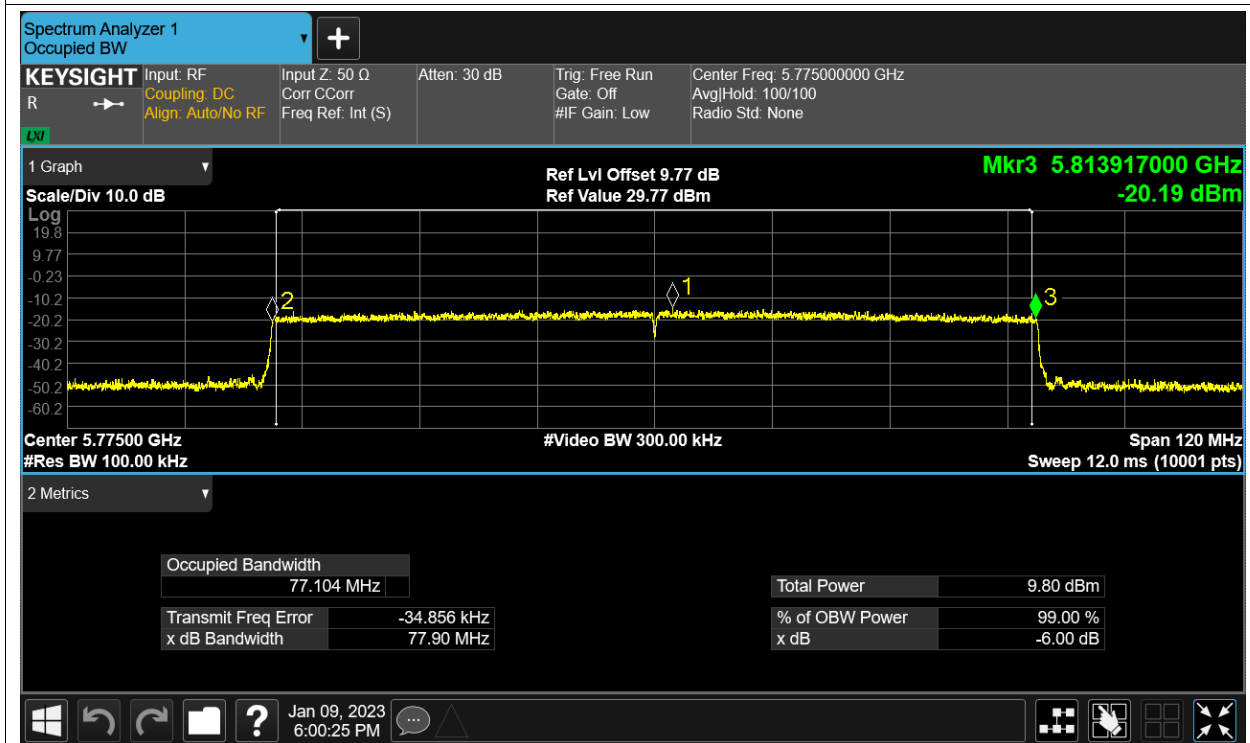 Spectrum Analyzer 1
Occupied BW
+
KEYSIGHT Input: RF Input Z: 50 Ω Atten: 30 dB Trig: Free Run Center Freq: 5.775000000 GHz
R Coupling: DC Corr CCorr Gate: Off Avg|Hold: 100/100
Align: Auto/No RF Freq Ref: Int (S) #IF Gain: Low Radio Std: None
LXI
1 Graph Ref Lvl Offset 9.77 dB Mkr3 5.813917000 GHz
Scale/Div 10.0 dB Ref Value 29.77 dBm -20.19 dBm
Log
19.8
9.77
-0.23
1
-10.2
2 3
-20.2
-30.2
-40.2
-50.2
-60.2
Center 5.77500 GHz #Video BW 300.00 kHz Span 120 MHz
#Res BW 100.00 kHz Sweep 12.0 ms (10001 pts)
2 Metrics
Occupied Bandwidth
77.104 MHz Total Power 9.80 dBm
Transmit Freq Error -34.856 kHz % of OBW Power 99.00 %
x dB Bandwidth 77.90 MHz x dB -6.00 dB
? Jan 09, 2023
6:00:25 PM